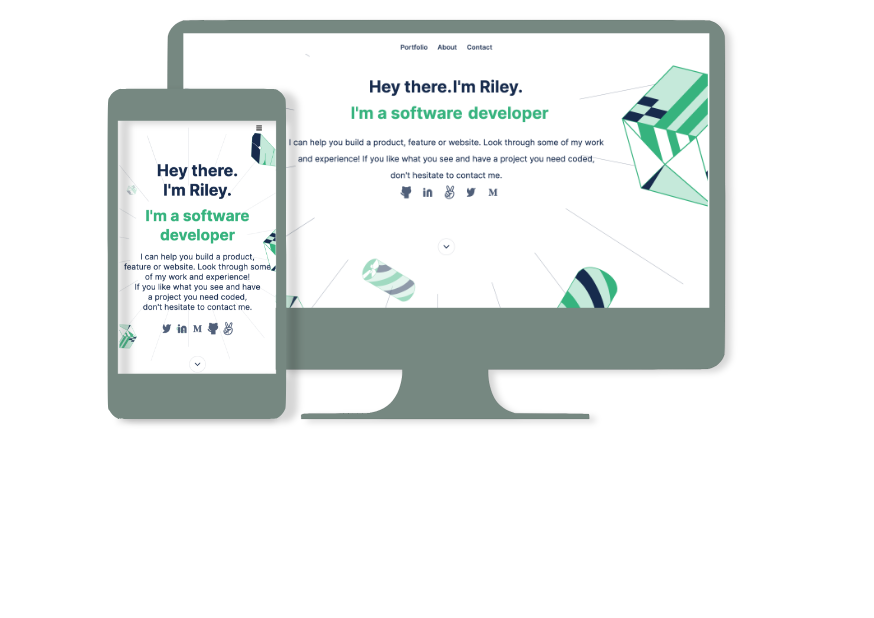 Portfolio About Contact
Hey there.I'm Riley.
I'm a software developer
I can help you build a product, feature or website. Look through some of my work
and experience! If you like what you see and have a project you need coded,
don't hesitate to contact me.
Hey there.
I'm Riley.
I'm a software
developer
I can help you build a product,
feature or website. Look through some
of my work and experience!
If you like what you see and have
a project you need coded,
don't hesitate to contact me.